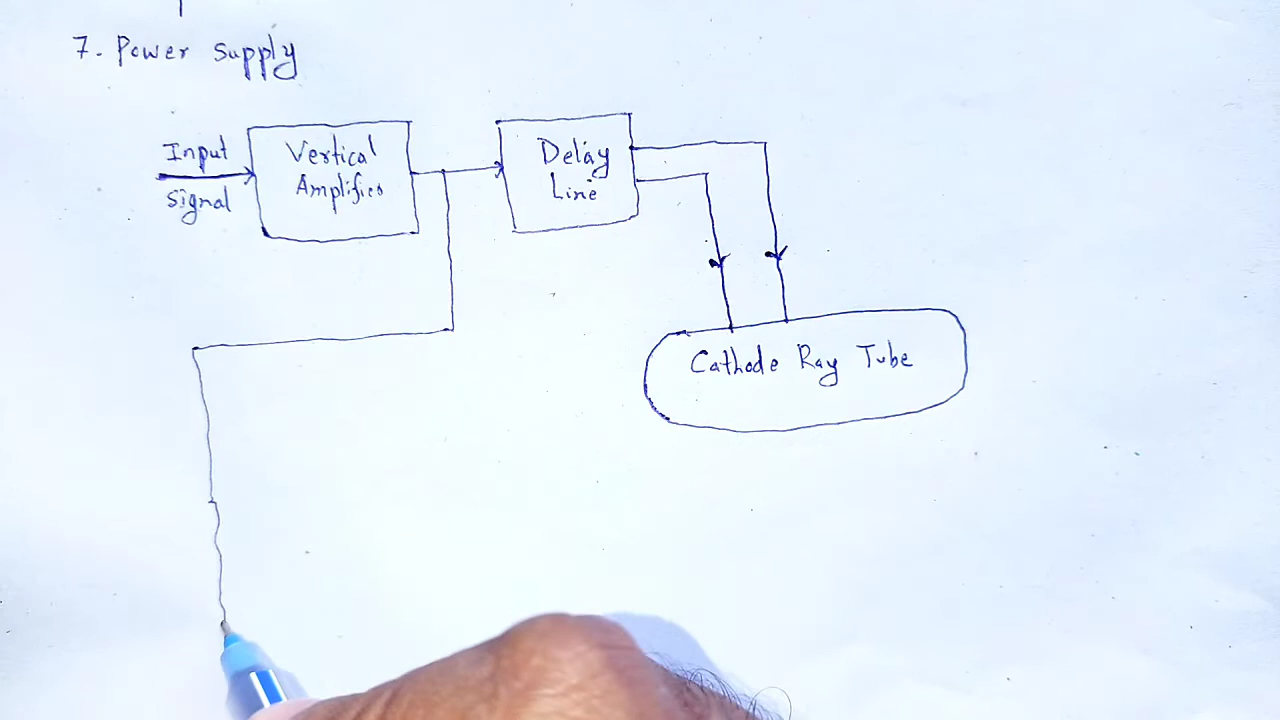 7. Power supply
Input
signal
Vertical
Amplifier
Delay
Line
Cathode Ray Tube